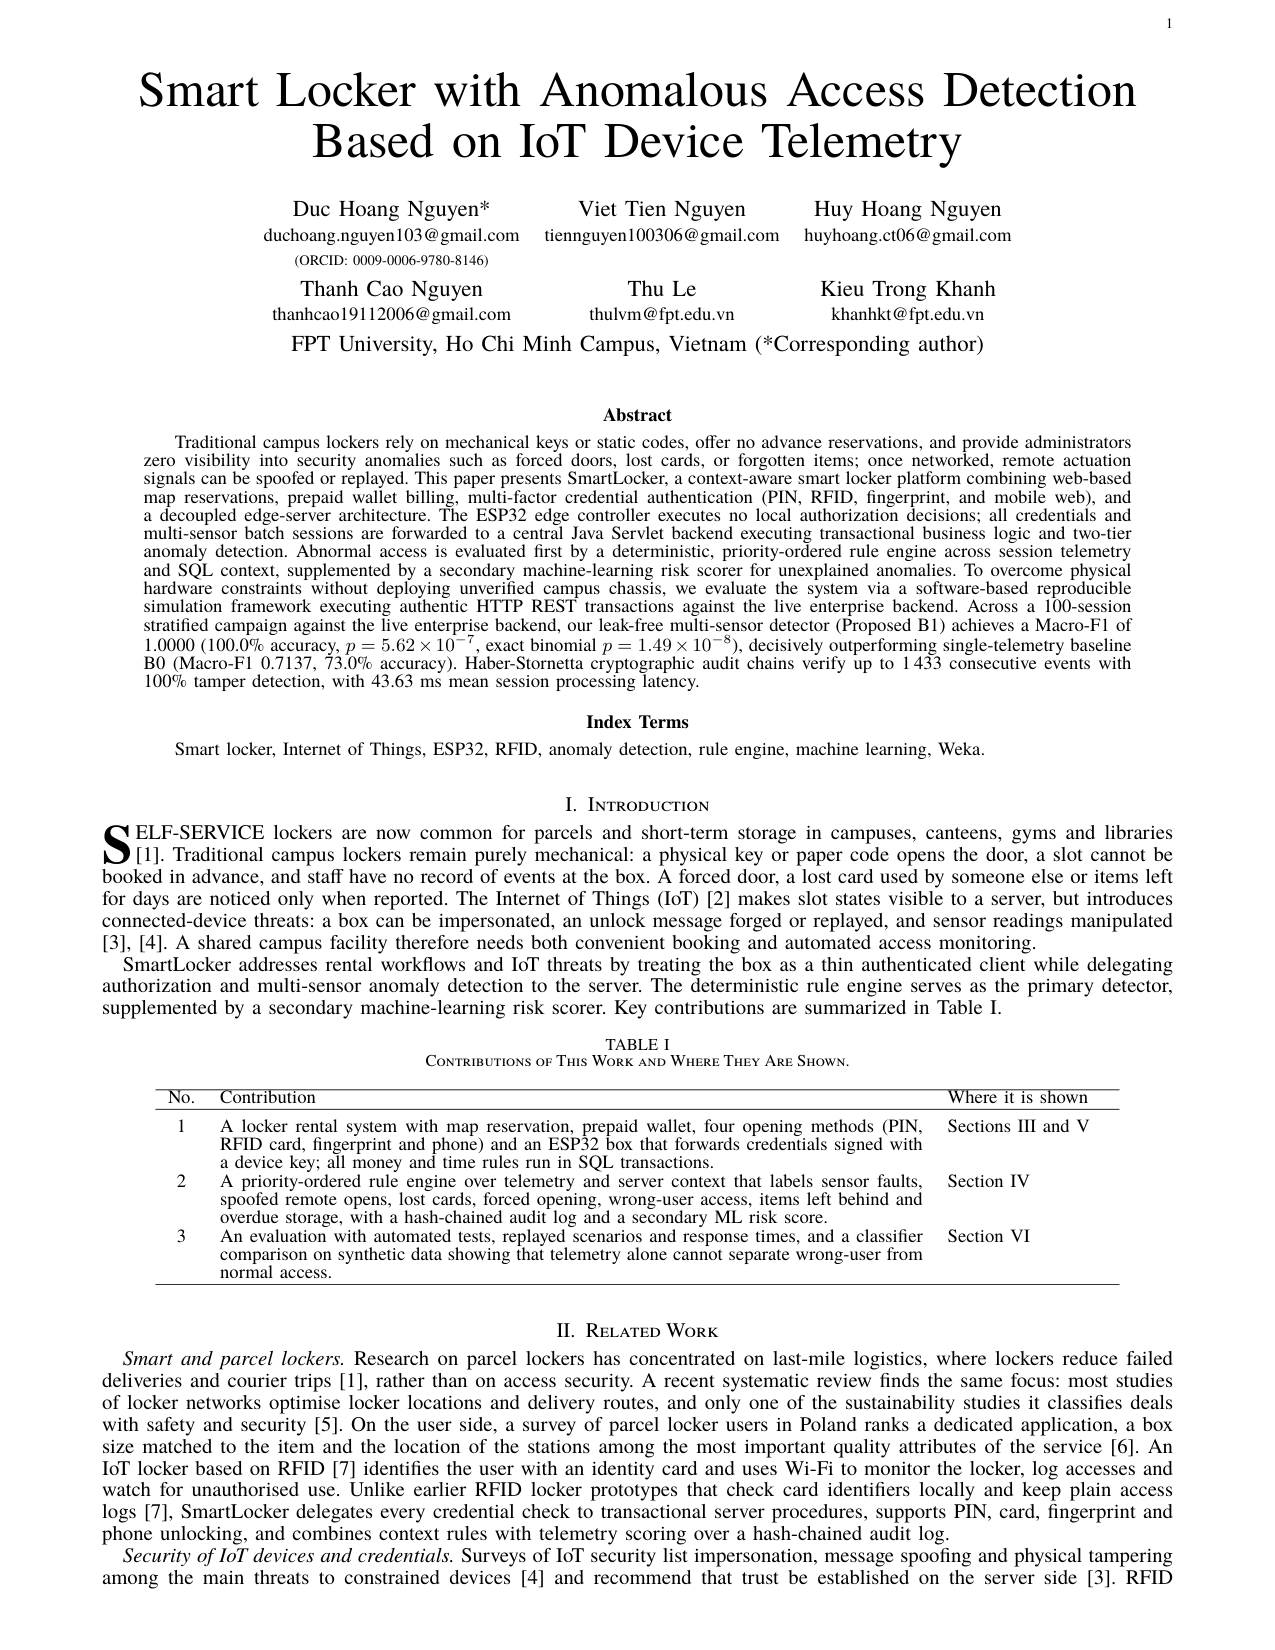 1
Smart Locker with Anomalous Access Detection
Based on IoT Device Telemetry
Duc Hoang Nguyen* Viet Tien Nguyen Huy Hoang Nguyen
duchoang.nguyen103@gmail.com tiennguyen100306@gmail.com huyhoang.ct06@gmail.com
(ORCID: 0009-0006-9780-8146)
Thanh Cao Nguyen Thu Le Kieu Trong Khanh
thanhcao19112006@gmail.com thulvm@fpt.edu.vn khanhkt@fpt.edu.vn
FPT University, Ho Chi Minh Campus, Vietnam (*Corresponding author)
Abstract
Traditional campus lockers rely on mechanical keys or static codes, offer no advance reservations, and provide administrators
zero visibility into security anomalies such as forced doors, lost cards, or forgotten items; once networked, remote actuation
signals can be spoofed or replayed. This paper presents SmartLocker, a context-aware smart locker platform combining web-based
map reservations, prepaid wallet billing, multi-factor credential authentication (PIN, RFID, fingerprint, and mobile web), and
a decoupled edge-server architecture. The ESP32 edge controller executes no local authorization decisions; all credentials and
multi-sensor batch sessions are forwarded to a central Java Servlet backend executing transactional business logic and two-tier
anomaly detection. Abnormal access is evaluated first by a deterministic, priority-ordered rule engine across session telemetry
and SQL context, supplemented by a secondary machine-learning risk scorer for unexplained anomalies. To overcome physical
hardware constraints without deploying unverified campus chassis, we evaluate the system via a software-based reproducible
simulation framework executing authentic HTTP REST transactions against the live enterprise backend. Across a 100-session
stratified campaign against the live enterprise backend, our leak-free multi-sensor detector (Proposed B1) achieves a Macro-F1 of
1.0000 (100.0% accuracy, p = 5.62 × 10⁻⁷, exact binomial p = 1.49 × 10⁻⁸), decisively outperforming single-telemetry baseline
B0 (Macro-F1 0.7137, 73.0% accuracy). Haber-Stornetta cryptographic audit chains verify up to 1 433 consecutive events with
100% tamper detection, with 43.63 ms mean session processing latency.
Index Terms
Smart locker, Internet of Things, ESP32, RFID, anomaly detection, rule engine, machine learning, Weka.
I. Introduction
SELF-SERVICE lockers are now common for parcels and short-term storage in campuses, canteens, gyms and libraries
[1]. Traditional campus lockers remain purely mechanical: a physical key or paper code opens the door, a slot cannot be
booked in advance, and staff have no record of events at the box. A forced door, a lost card used by someone else or items left
for days are noticed only when reported. The Internet of Things (IoT) [2] makes slot states visible to a server, but introduces
connected-device threats: a box can be impersonated, an unlock message forged or replayed, and sensor readings manipulated
[3], [4]. A shared campus facility therefore needs both convenient booking and automated access monitoring.
SmartLocker addresses rental workflows and IoT threats by treating the box as a thin authenticated client while delegating
authorization and multi-sensor anomaly detection to the server. The deterministic rule engine serves as the primary detector,
supplemented by a secondary machine-learning risk scorer. Key contributions are summarized in Table I.
TABLE I
Contributions of This Work and Where They Are Shown.
No. Contribution Where it is shown
1 A locker rental system with map reservation, prepaid wallet, four opening methods (PIN, Sections III and V
RFID card, fingerprint and phone) and an ESP32 box that forwards credentials signed with
a device key; all money and time rules run in SQL transactions.
2 A priority-ordered rule engine over telemetry and server context that labels sensor faults, Section IV
spoofed remote opens, lost cards, forced opening, wrong-user access, items left behind and
overdue storage, with a hash-chained audit log and a secondary ML risk score.
3 An evaluation with automated tests, replayed scenarios and response times, and a classifier Section VI
comparison on synthetic data showing that telemetry alone cannot separate wrong-user from
normal access.
II. Related Work
Smart and parcel lockers. Research on parcel lockers has concentrated on last-mile logistics, where lockers reduce failed
deliveries and courier trips [1], rather than on access security. A recent systematic review finds the same focus: most studies
of locker networks optimise locker locations and delivery routes, and only one of the sustainability studies it classifies deals
with safety and security [5]. On the user side, a survey of parcel locker users in Poland ranks a dedicated application, a box
size matched to the item and the location of the stations among the most important quality attributes of the service [6]. An
IoT locker based on RFID [7] identifies the user with an identity card and uses Wi-Fi to monitor the locker, log accesses and
watch for unauthorised use. Unlike earlier RFID locker prototypes that check card identifiers locally and keep plain access
logs [7], SmartLocker delegates every credential check to transactional server procedures, supports PIN, card, fingerprint and
phone unlocking, and combines context rules with telemetry scoring over a hash-chained audit log.
Security of IoT devices and credentials. Surveys of IoT security list impersonation, message spoofing and physical tampering
among the main threats to constrained devices [4] and recommend that trust be established on the server side [3]. RFID